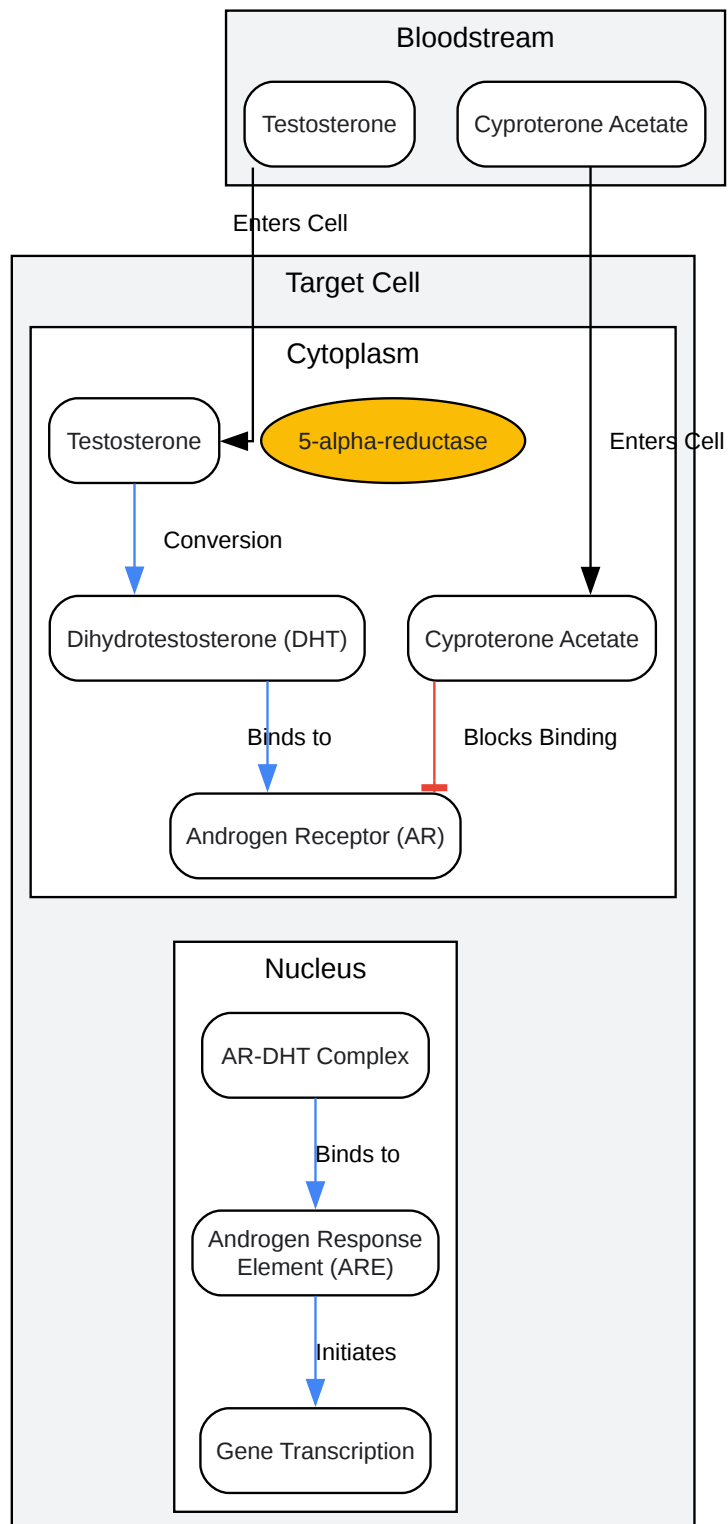 Bloodstream
Testosterone
Cyproterone Acetate
Enters Cell
Target Cell
Cytoplasm
Testosterone
5-alpha-reductase
Enters Cell
Conversion
Dihydrotestosterone (DHT)
Cyproterone Acetate
Binds to
Blocks Binding
Androgen Receptor (AR)
Nucleus
AR-DHT Complex
Binds to
Androgen Response
Element (ARE)
Initiates
Gene Transcription